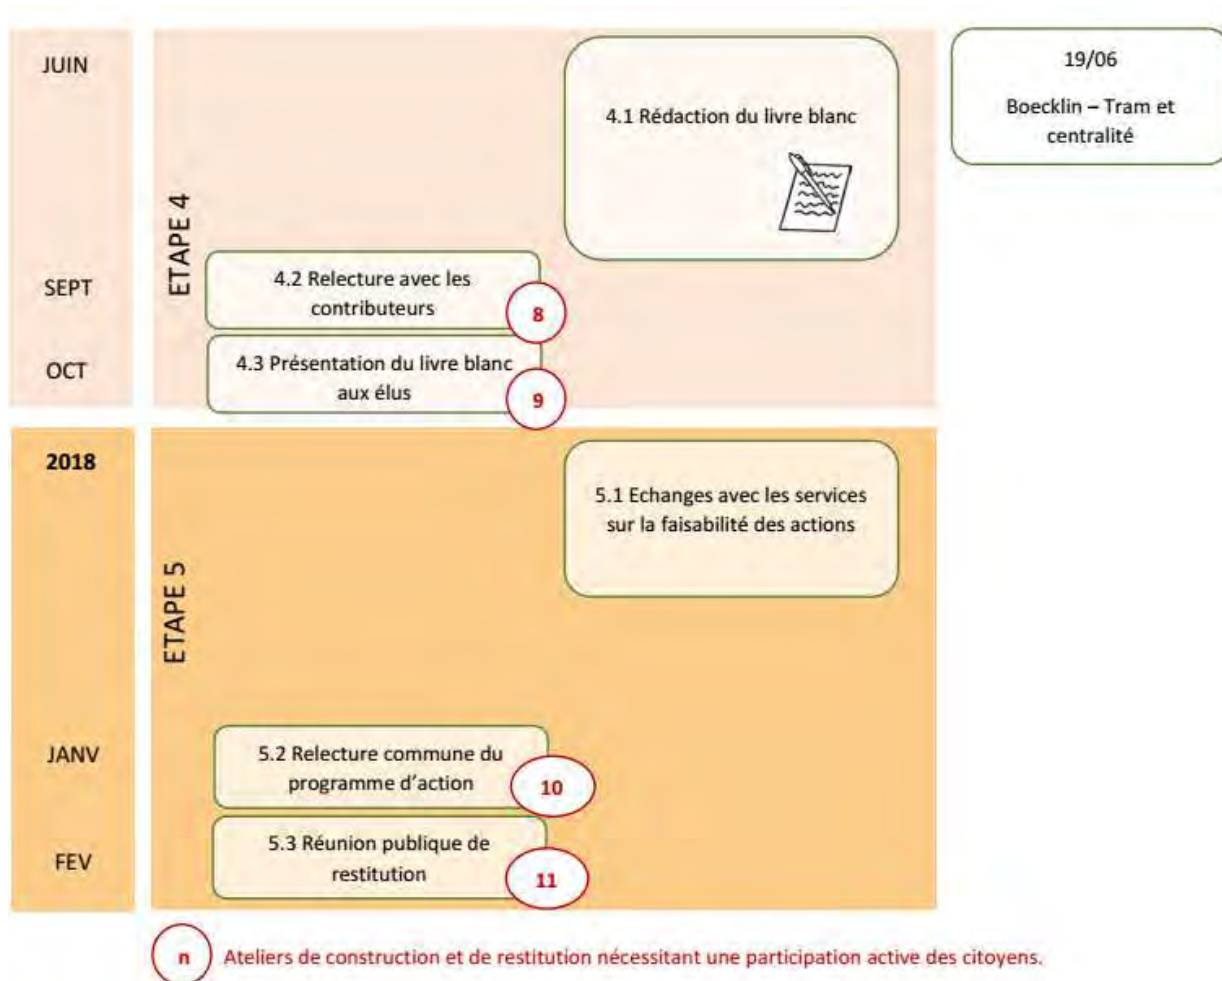 JUIN
ETAPE 4
4.1 Rédaction du livre blanc
19/06
Boecklin – Tram et
centralité
SEPT
4.2 Relecture avec les
contributeurs
8
OCT
4.3 Présentation du livre blanc
aux élus
9
2018
ETAPE 5
5.1 Echanges avec les services
sur la faisabilité des actions
JANV
5.2 Relecture commune du
programme d'action
10
FEV
5.3 Réunion publique de
restitution
11
n Ateliers de construction et de restitution nécessitant une participation active des citoyens.